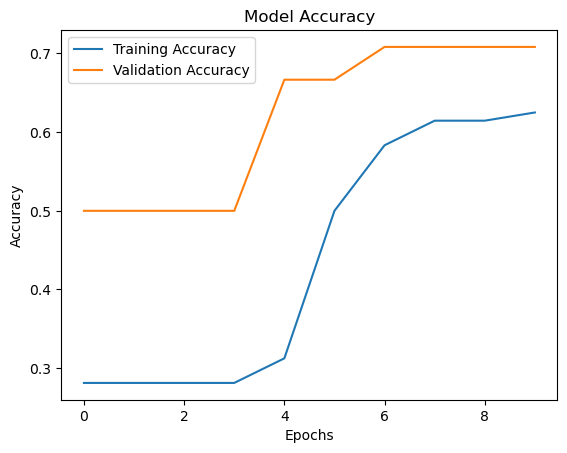 Model Accuracy
Training Accuracy
Validation Accuracy
0.7
0.6
0.5
0.4
0.3
Accuracy
0 2 4 6 8
Epochs